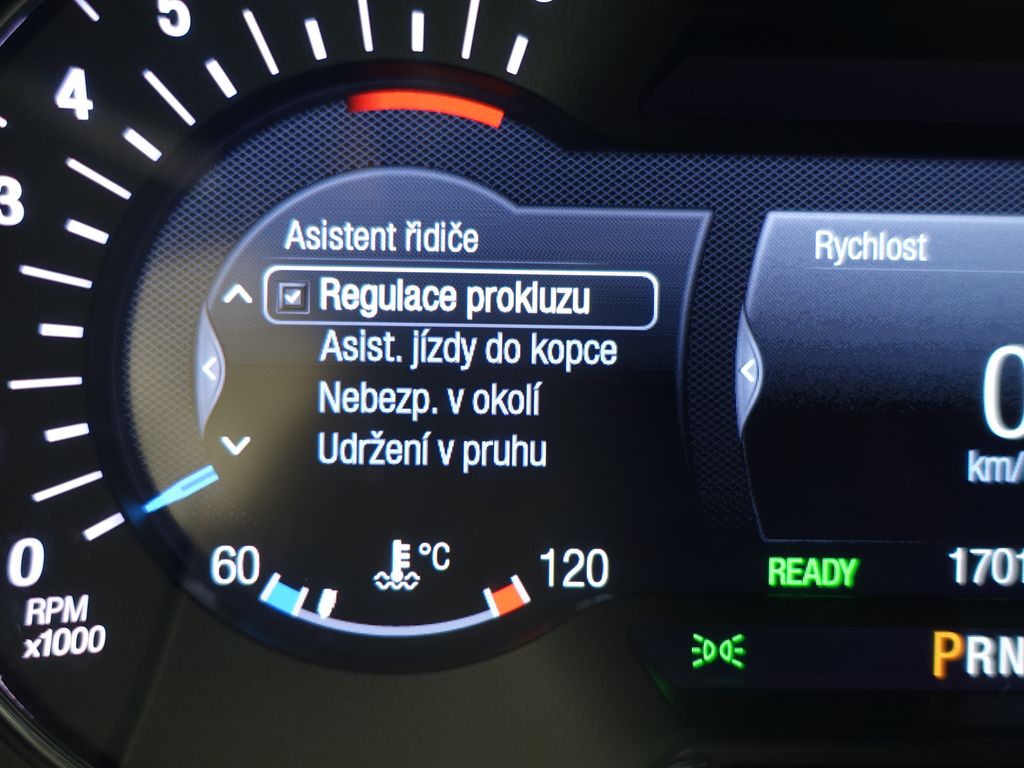 5
4
3
Asistent řidiče
Rychlost
Regulace prokluzu
Asist. jízdy do kopce
0
Nebezp. v okolí
Udržení v pruhu
km/
0
60
°C
120
READY
1701
RPM
x1000
PRN